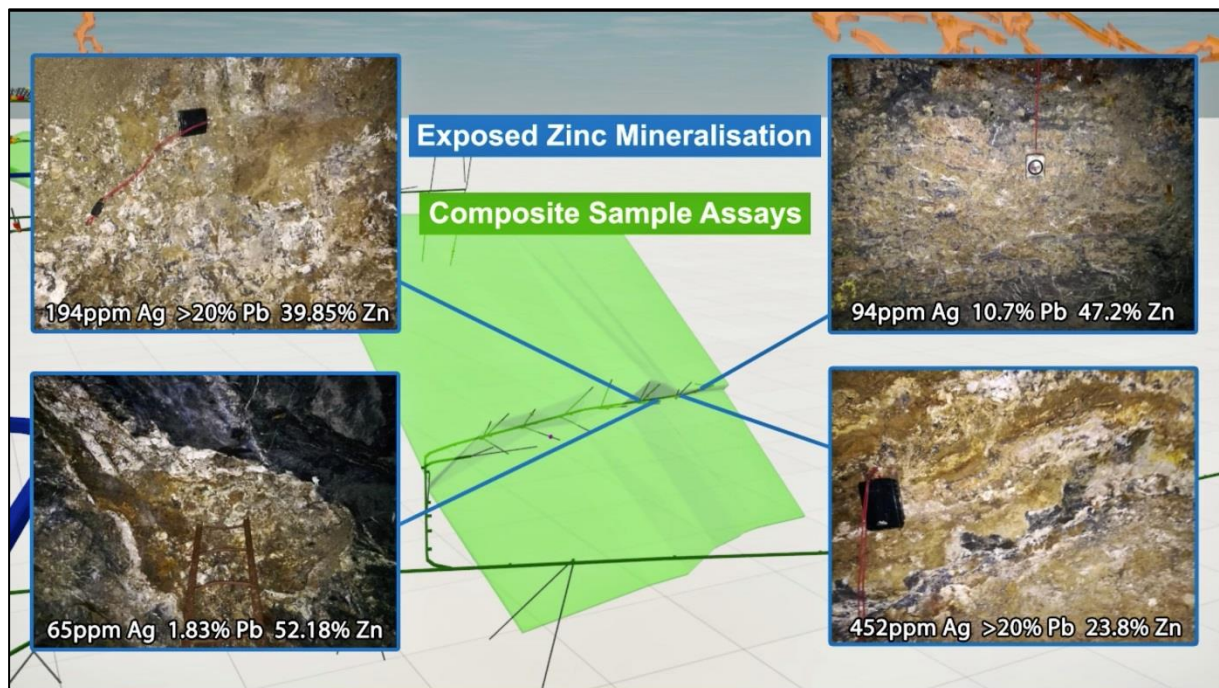 Exposed Zinc Mineralisation
Composite Sample Assays
194ppm Ag >20% Pb 39.85% Zn
94ppm Ag 10.7% Pb 47.2% Zn
65ppm Ag 1.83% Pb 52.18% Zn
452ppm Ag >20% Pb 23.8% Zn